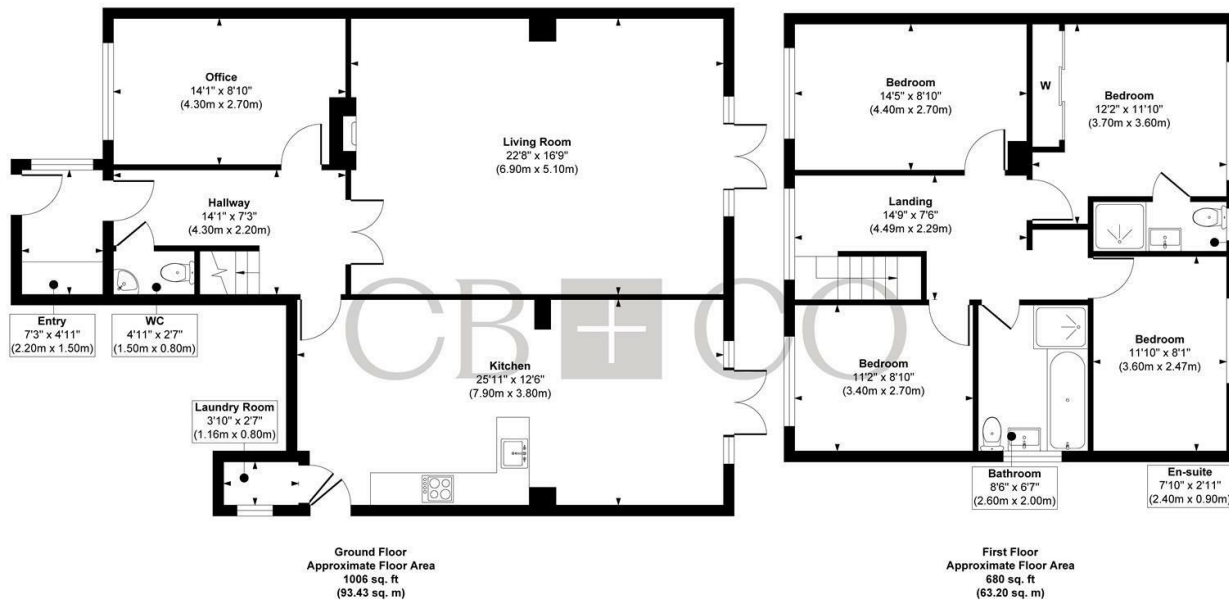 Office
14'1" x 8'10"
(4.30m x 2.70m)
Living Room
22'8" x 16'9"
(6.90m x 5.10m)
Hallway
14'1" x 7'3"
(4.30m x 2.20m)
Entry
7'3" x 4'11"
(2.20m x 1.50m)
WC
4'11" x 2'7"
(1.50m x 0.80m)
Kitchen
25'11" x 12'6"
(7.90m x 3.80m)
Laundry Room
3'10" x 2'7"
(1.16m x 0.80m)
Ground Floor
Approximate Floor Area
1006 sq. ft
(93.43 sq. m)
Bedroom
14'5" x 8'10"
(4.40m x 2.70m)
W
Bedroom
12'2" x 11'10"
(3.70m x 3.60m)
Landing
14'9" x 7'6"
(4.49m x 2.29m)
Bedroom
11'2" x 8'10"
(3.40m x 2.70m)
Bedroom
11'10" x 8'1"
(3.60m x 2.47m)
Bathroom
8'6" x 6'7"
(2.60m x 2.00m)
En-suite
7'10" x 2'11"
(2.40m x 0.90m)
First Floor
Approximate Floor Area
680 sq. ft
(63.20 sq. m)
CB + CO